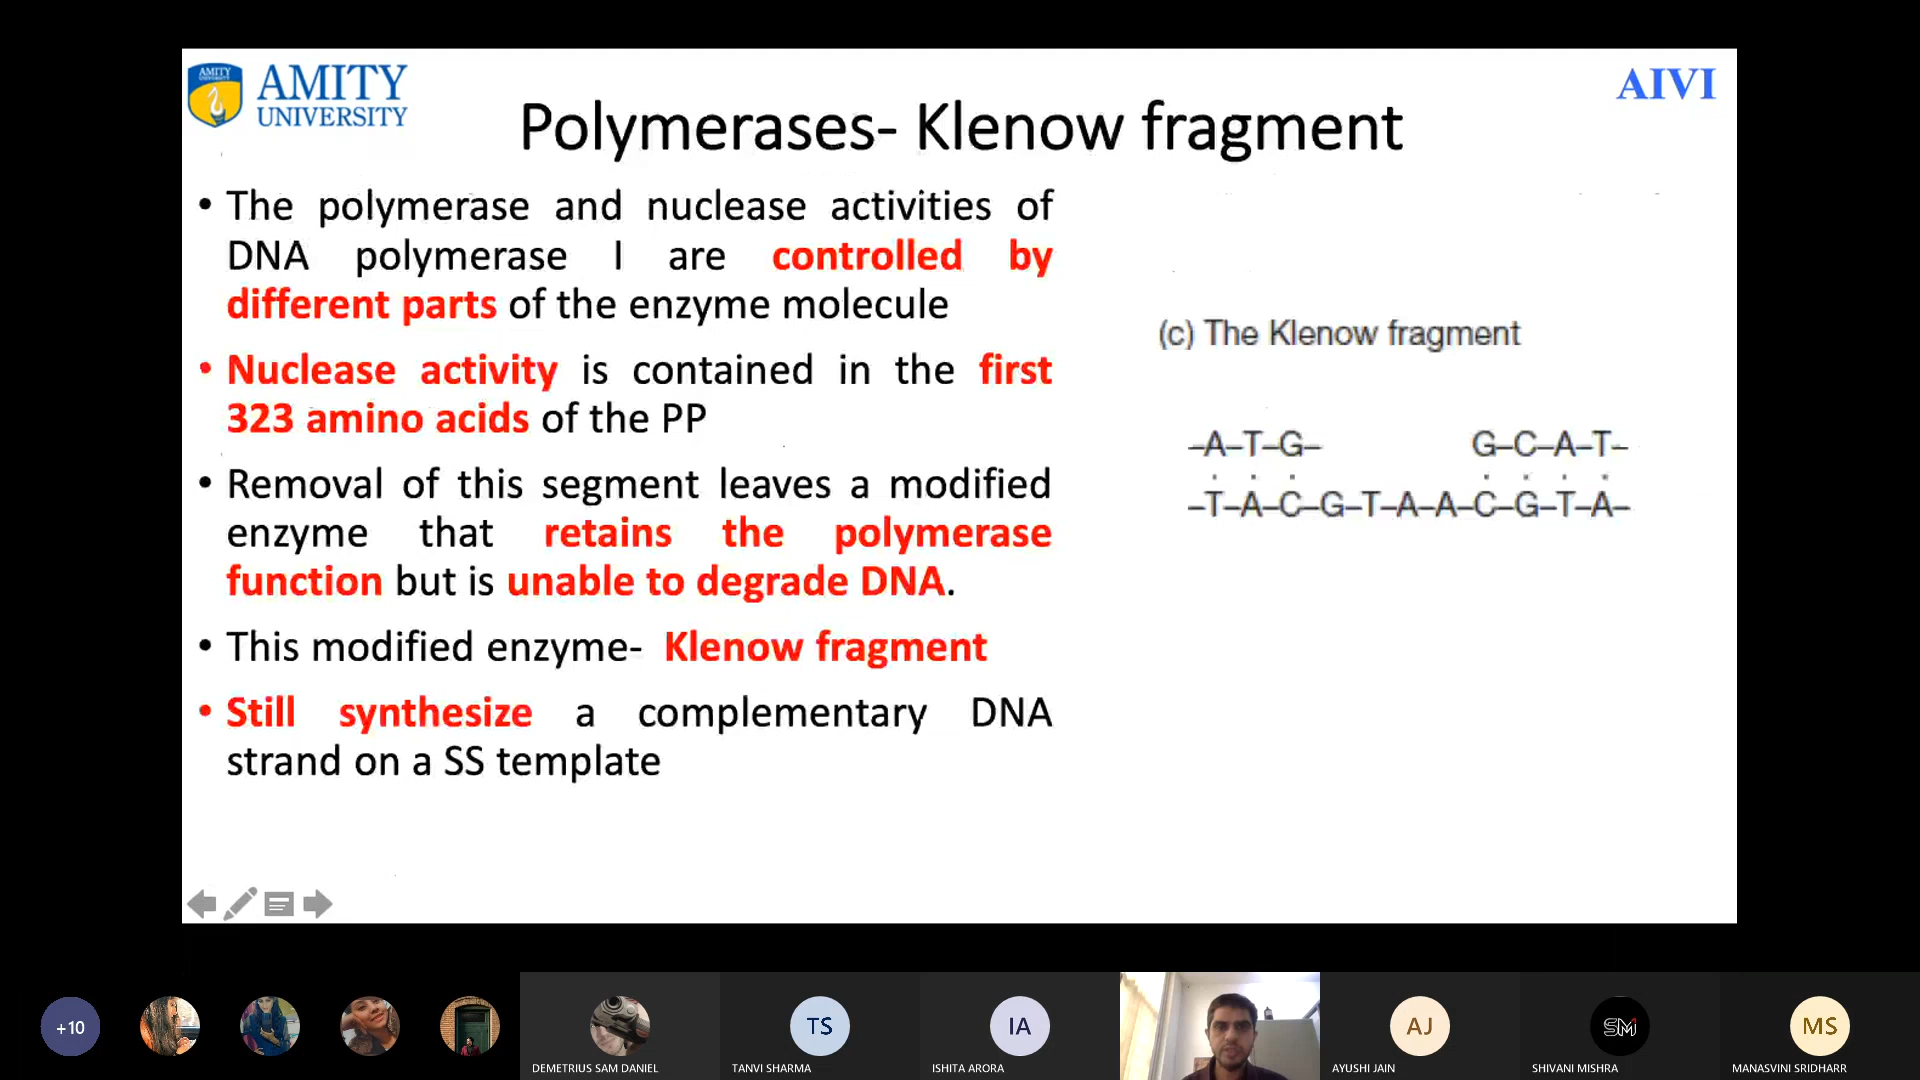 AMITY
AMITY
UNIVERSITY
AIVI
Polymerases- Klenow fragment
• The polymerase and nuclease activities of
DNA polymerase I are controlled by
different parts of the enzyme molecule
• Nuclease activity is contained in the first
323 amino acids of the PP
• Removal of this segment leaves a modified
enzyme that retains the polymerase
function but is unable to degrade DNA.
• This modified enzyme- Klenow fragment
• Still synthesize a complementary DNA
strand on a SS template
(c) The Klenow fragment
–A–T–G– G–C–A–T–
–T–A–C–G–T–A–A–C–G–T–A–
+10
DEMETRIUS SAM DANIEL
TS
TANVI SHARMA
IA
ISHITA ARORA
AJ
AYUSHI JAIN
SM
SHIVANI MISHRA
MS
MANASVINI SRIDHARR